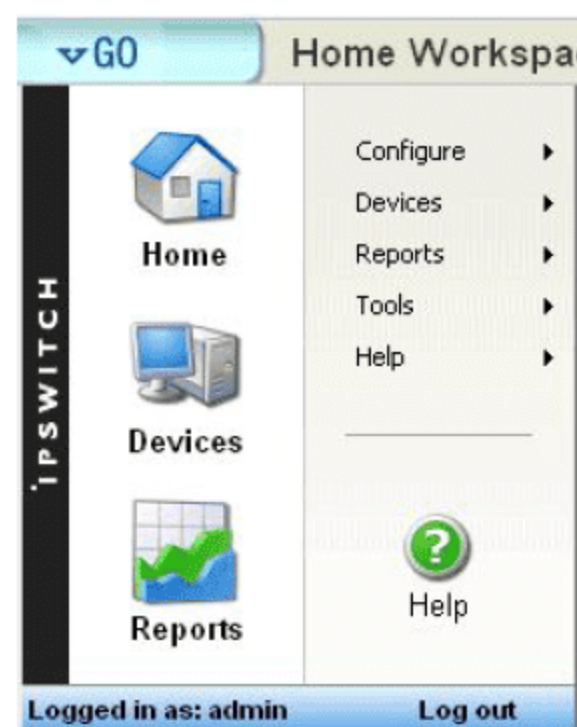 GO
Home Workspa
IPSWITCH
Home
Devices
Reports
Configure
Devices
Reports
Tools
Help
Help
Logged in as: admin
Log out